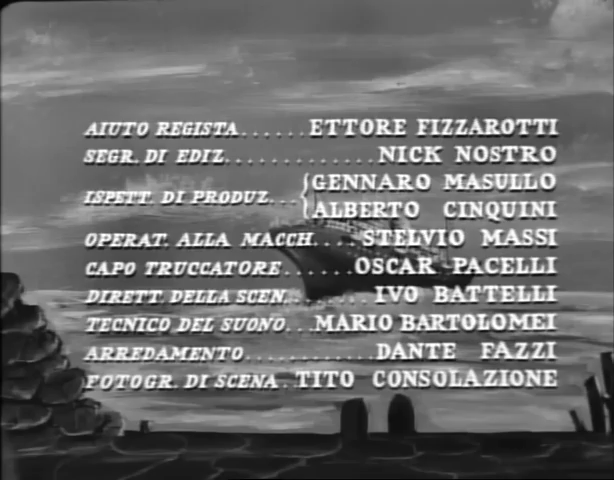 AIUTO REGISTA......ETTORE FIZZAROTTI
SEGR. DI EDIZ.............NICK NOSTRO
ISPETT. DI PRODUZ...{GENNARO MASULLO
ALBERTO CINQUINI
OPERAT. ALLA MACCH....STELVIO MASSI
CAPO TRUCCATORE......OSCAR PACELLI
DIRETT. DELLA SCEN.........IVO BATTELLI
TECNICO DEL SUONO...MARIO BARTOLOMEI
ARREDAMENTO............DANTE FAZZI
FOTOGR. DI SCENA..TITO CONSOLAZIONE